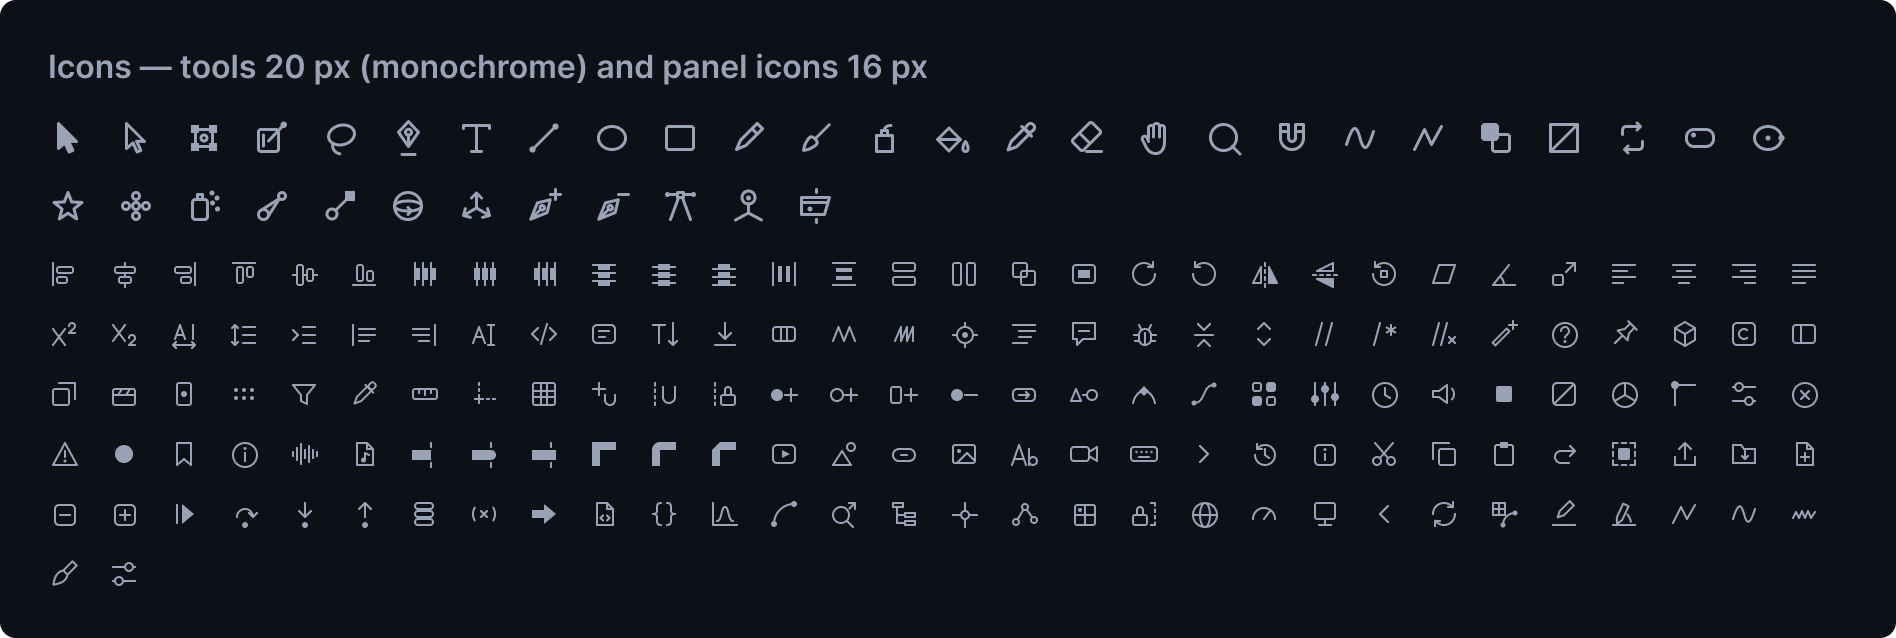 Icons — tools 20 px (monochrome) and panel icons 16 px